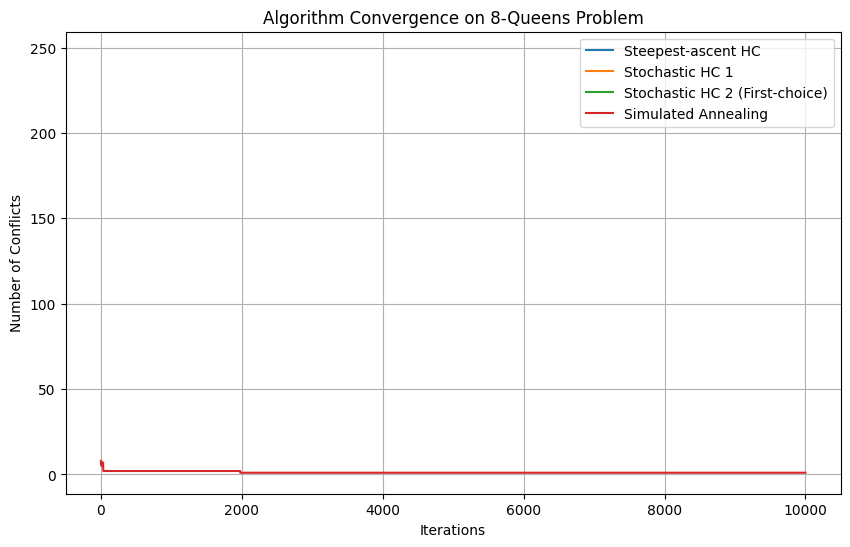 Algorithm Convergence on 8-Queens Problem
250
200
150
100
50
0
Number of Conflicts
Steepest-ascent HC
Stochastic HC 1
Stochastic HC 2 (First-choice)
Simulated Annealing
0 2000 4000 6000 8000 10000
Iterations